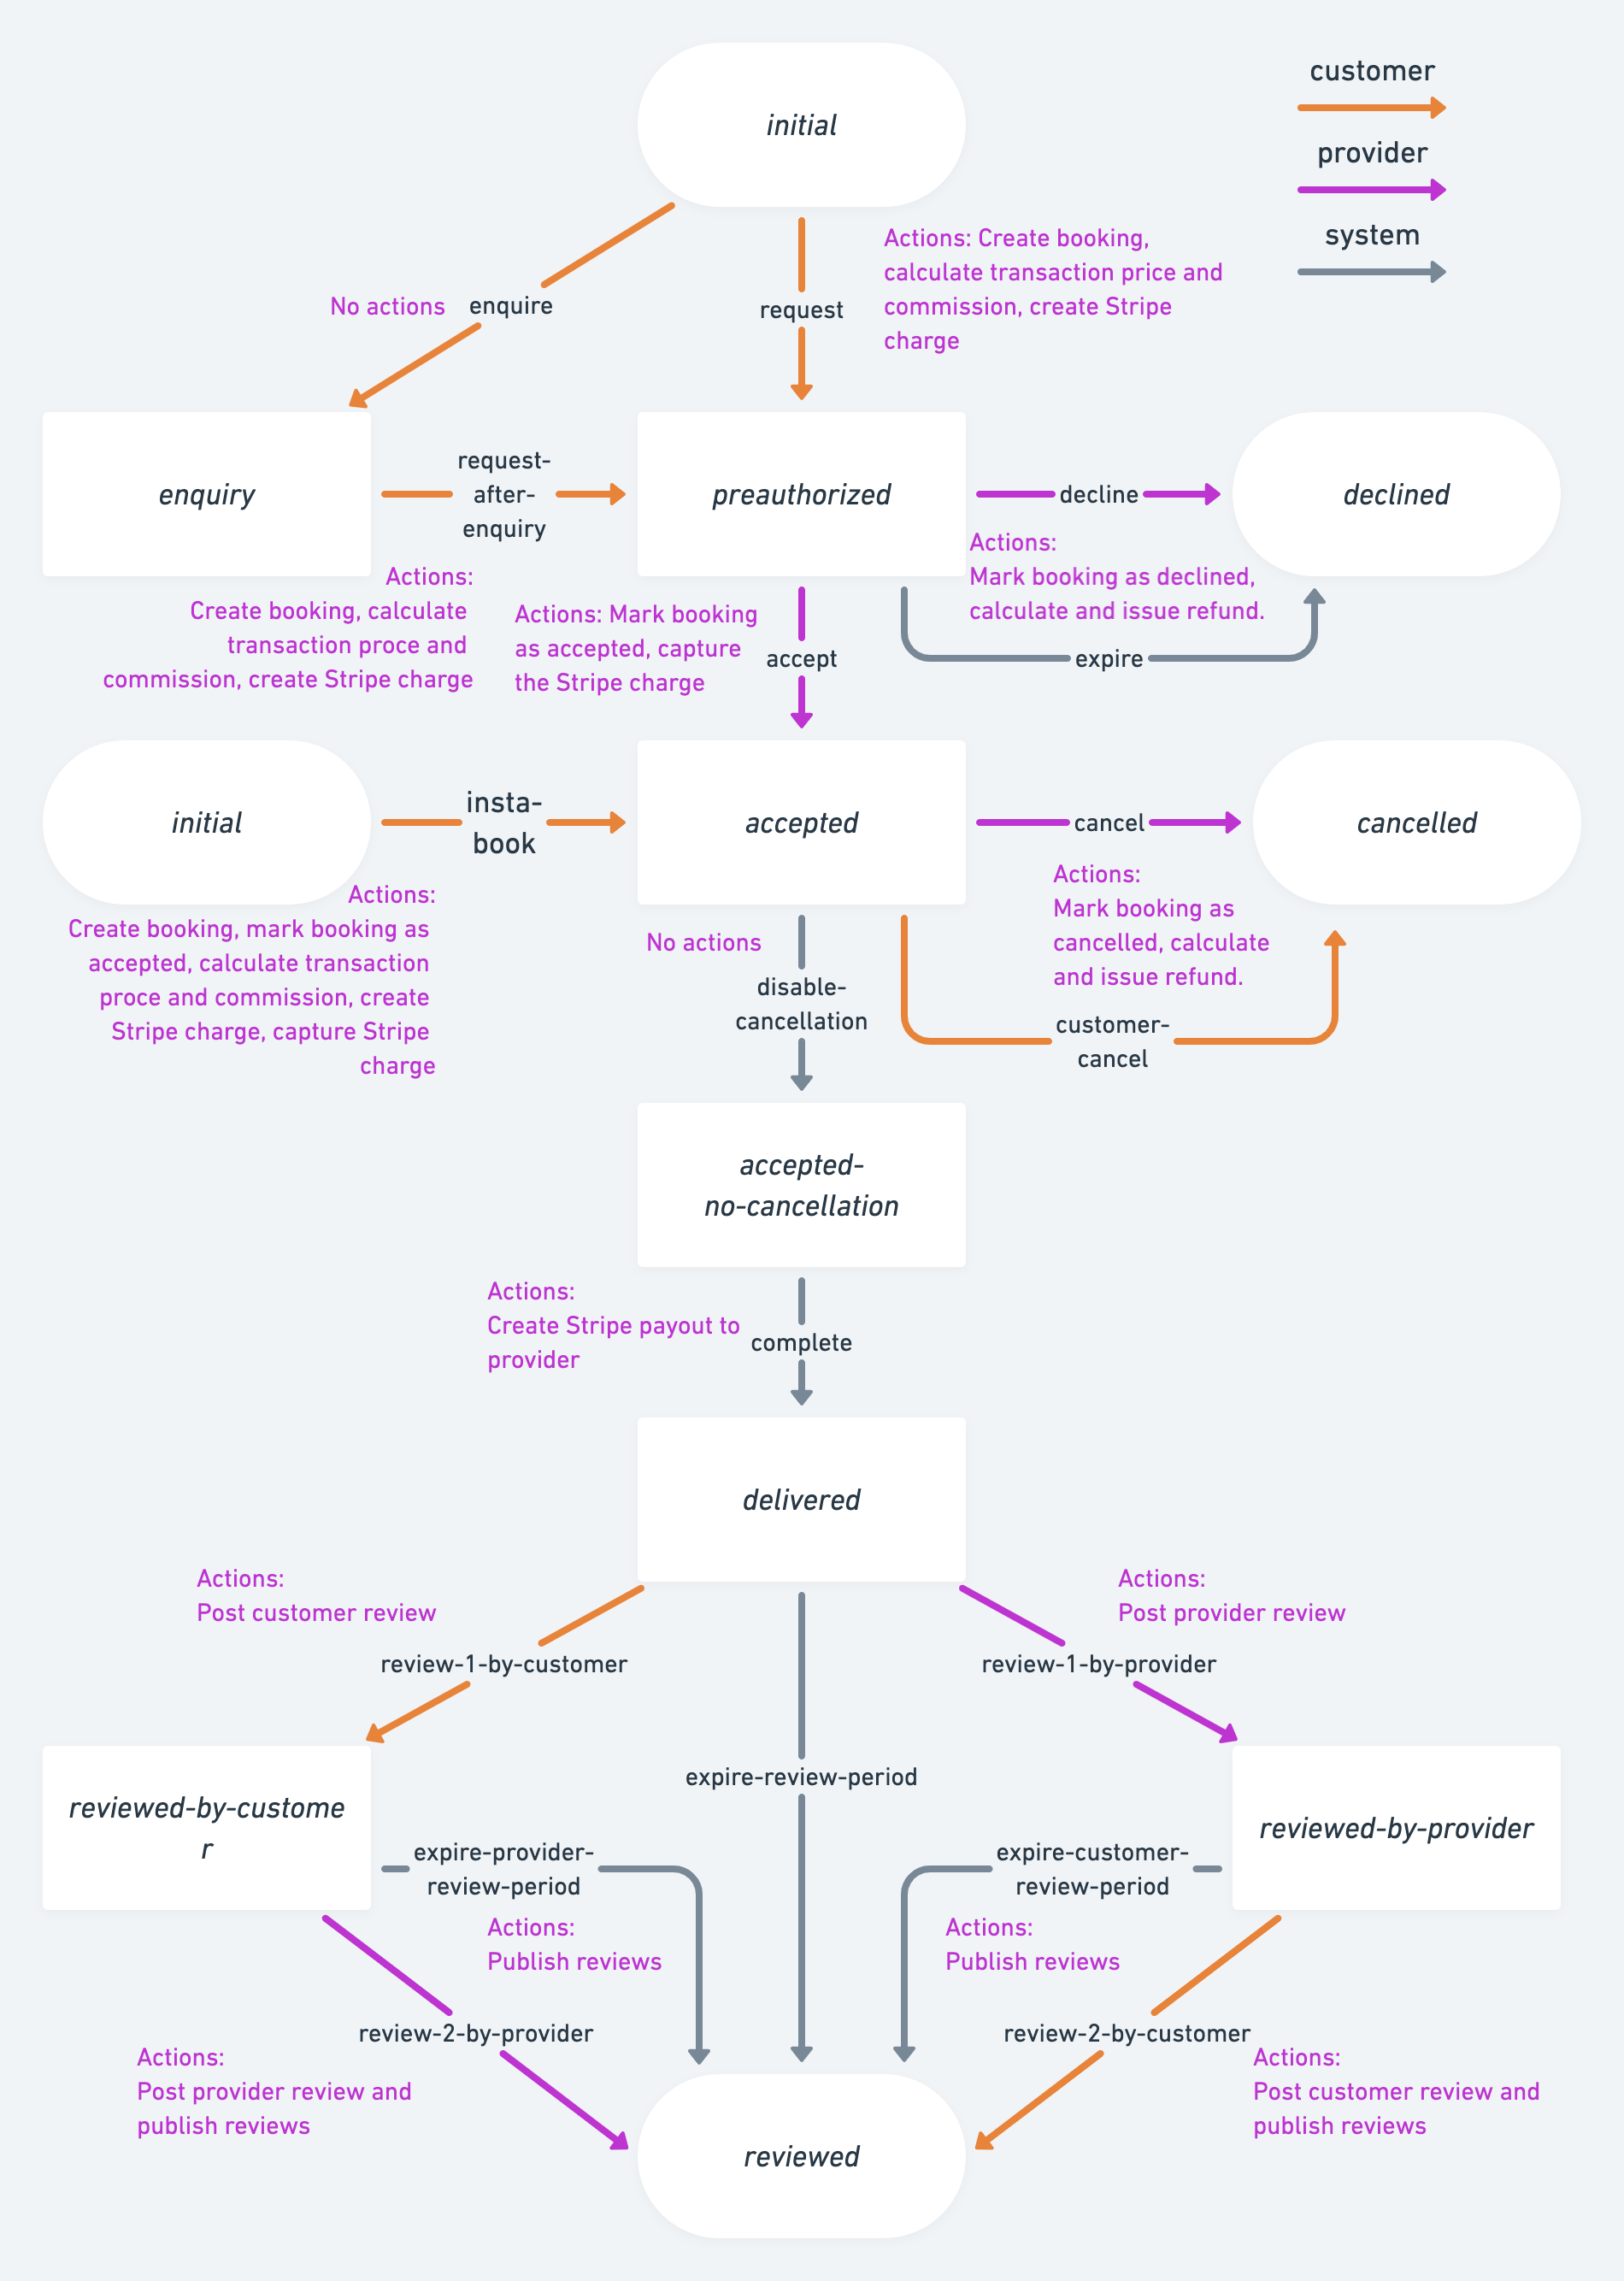 initial
customer
provider
system
Actions: Create booking,
calculate transaction price and
commission, create Stripe
charge
No actions
enquire
request
enquiry
request-
after-
enquiry
preauthorized
decline
declined
Actions:
Mark booking as declined,
calculate and issue refund.
Actions:
Create booking, calculate
transaction proce and
commission, create Stripe charge
Actions: Mark booking
as accepted, capture
the Stripe charge
accept
expire
initial
insta-
book
accepted
cancel
cancelled
Actions:
Mark booking as
cancelled, calculate
and issue refund.
Actions:
Create booking, mark booking as
accepted, calculate transaction
proce and commission, create
Stripe charge, capture Stripe
charge
No actions
disable-
cancellation
customer-
cancel
accepted-
no-cancellation
Actions:
Create Stripe payout to
provider
complete
delivered
Actions:
Post customer review
Actions:
Post provider review
review-1-by-customer
review-1-by-provider
expire-review-period
reviewed-by-custome
r
reviewed-by-provider
expire-provider-
review-period
expire-customer-
review-period
Actions:
Publish reviews
Actions:
Publish reviews
review-2-by-provider
review-2-by-customer
Actions:
Post provider review and
publish reviews
Actions:
Post customer review and
publish reviews
reviewed